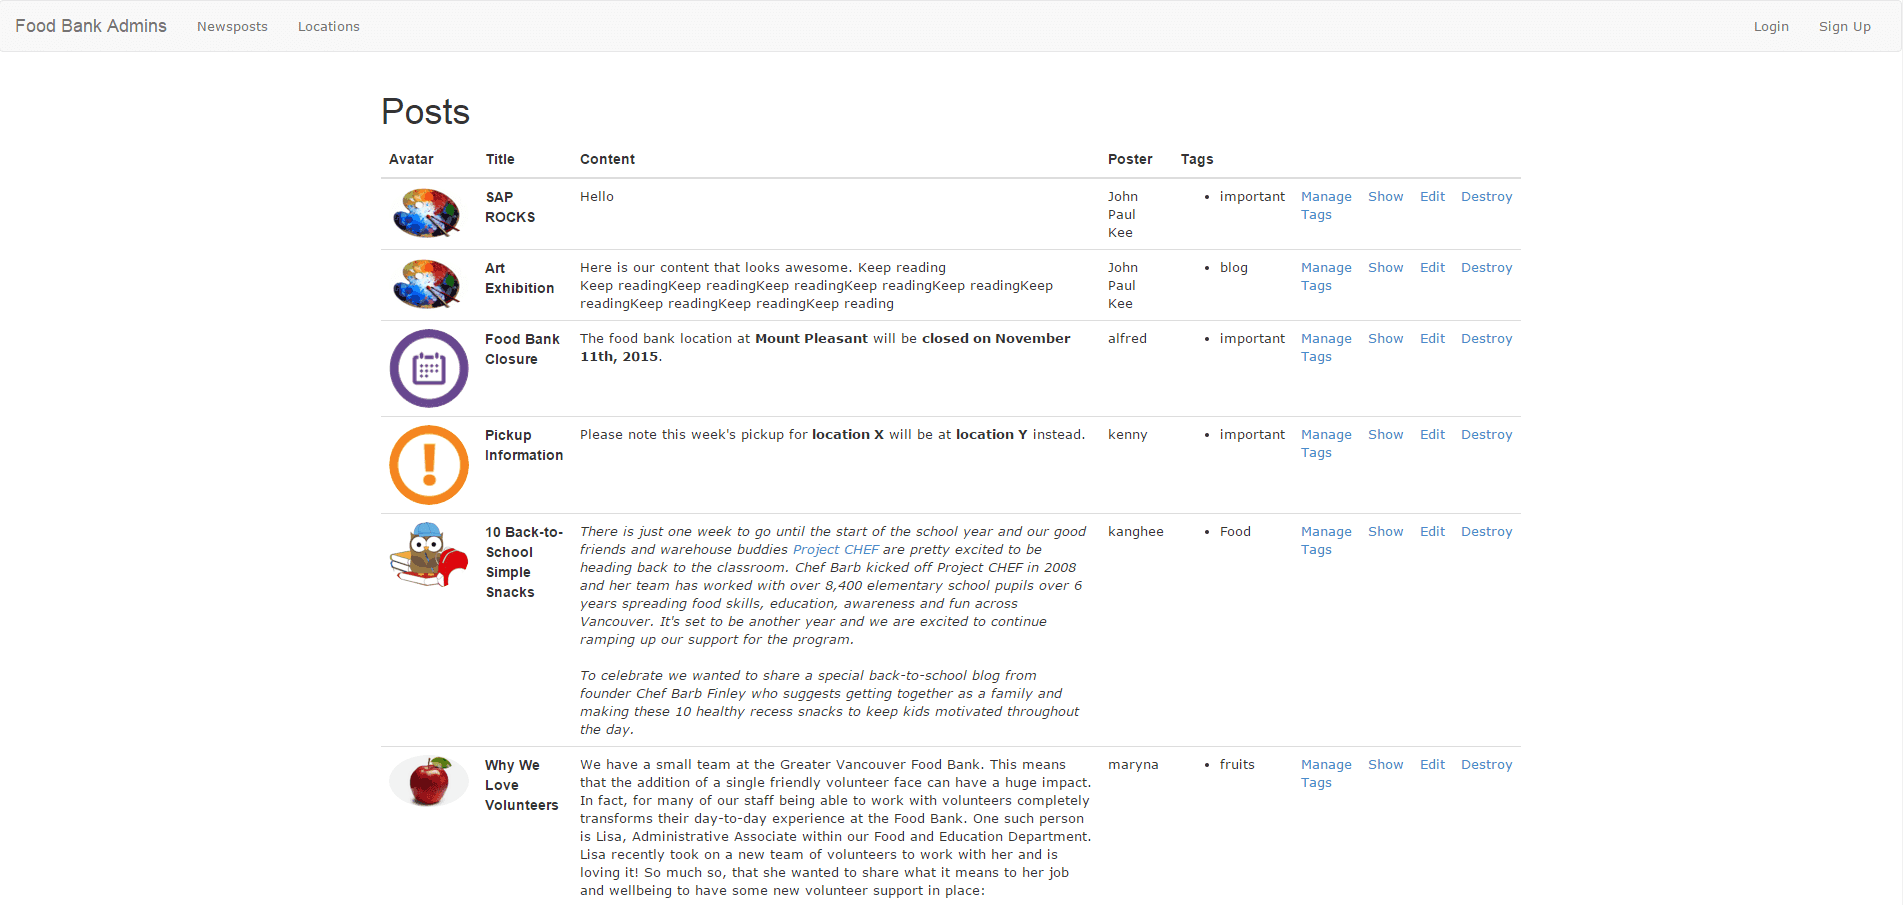 Food Bank Admins Newsposts Locations Login Sign Up
Posts
Avatar Title Content Poster Tags
SAP
ROCKS
Hello
John
Paul
Kee
• important
Manage
Tags
Show Edit Destroy
Art
Exhibition
Here is our content that looks awesome. Keep reading
Keep readingKeep readingKeep readingKeep readingKeep readingKeep
readingKeep readingKeep readingKeep reading
John
Paul
Kee
• blog
Manage
Tags
Show Edit Destroy
Food Bank
Closure
The food bank location at Mount Pleasant will be closed on November
11th, 2015.
alfred
• important
Manage
Tags
Show Edit Destroy
Pickup
Information
Please note this week's pickup for location X will be at location Y instead.
kenny
• important
Manage
Tags
Show Edit Destroy
10 Back-to-
School
Simple
Snacks
There is just one week to go until the start of the school year and our good
friends and warehouse buddies Project CHEF are pretty excited to be
heading back to the classroom. Chef Barb kicked off Project CHEF in 2008
and her team has worked with over 8,400 elementary school pupils over 6
years spreading food skills, education, awareness and fun across
Vancouver. It's set to be another year and we are excited to continue
ramping up our support for the program.
To celebrate we wanted to share a special back-to-school blog from
founder Chef Barb Finley who suggests getting together as a family and
making these 10 healthy recess snacks to keep kids motivated throughout
the day.
kanghee
• Food
Manage
Tags
Show Edit Destroy
Why We
Love
Volunteers
We have a small team at the Greater Vancouver Food Bank. This means
that the addition of a single friendly volunteer face can have a huge impact.
In fact, for many of our staff being able to work with volunteers completely
transforms their day-to-day experience at the Food Bank. One such person
is Lisa, Administrative Associate within our Food and Education Department.
Lisa recently took on a new team of volunteers to work with her and is
loving it! So much so, that she wanted to share what it means to her job
and wellbeing to have some new volunteer support in place:
maryna
• fruits
Manage
Tags
Show Edit Destroy